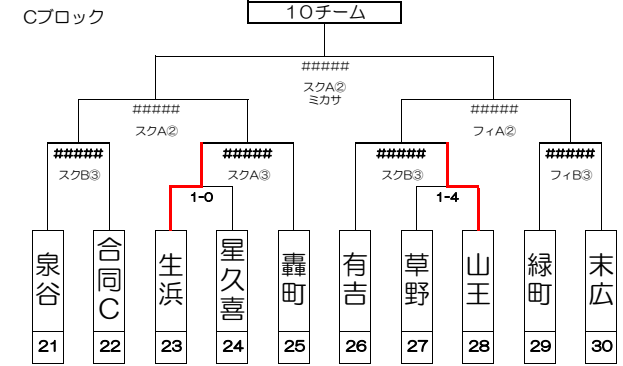 Cブロック
10チーム
#####
スクA②
ミカサ
##### #####
スクA② フィA②
##### ##### ##### #####
スクB③ スクA③ スクB③ フィB③
1-0 1-4
泉谷 合同C 生浜 星久喜 轟町 有吉 草野 山王 緑町 末広
21 22 23 24 25 26 27 28 29 30